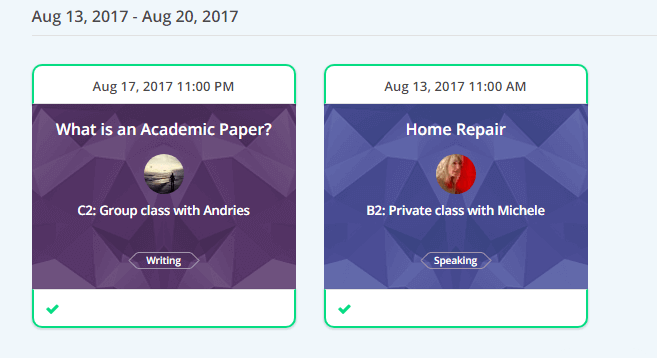 Aug 13, 2017 - Aug 20, 2017
Aug 17, 2017 11:00 PM
What is an Academic Paper?
C2: Group class with Andries
Writing
Aug 13, 2017 11:00 AM
Home Repair
B2: Private class with Michele
Speaking